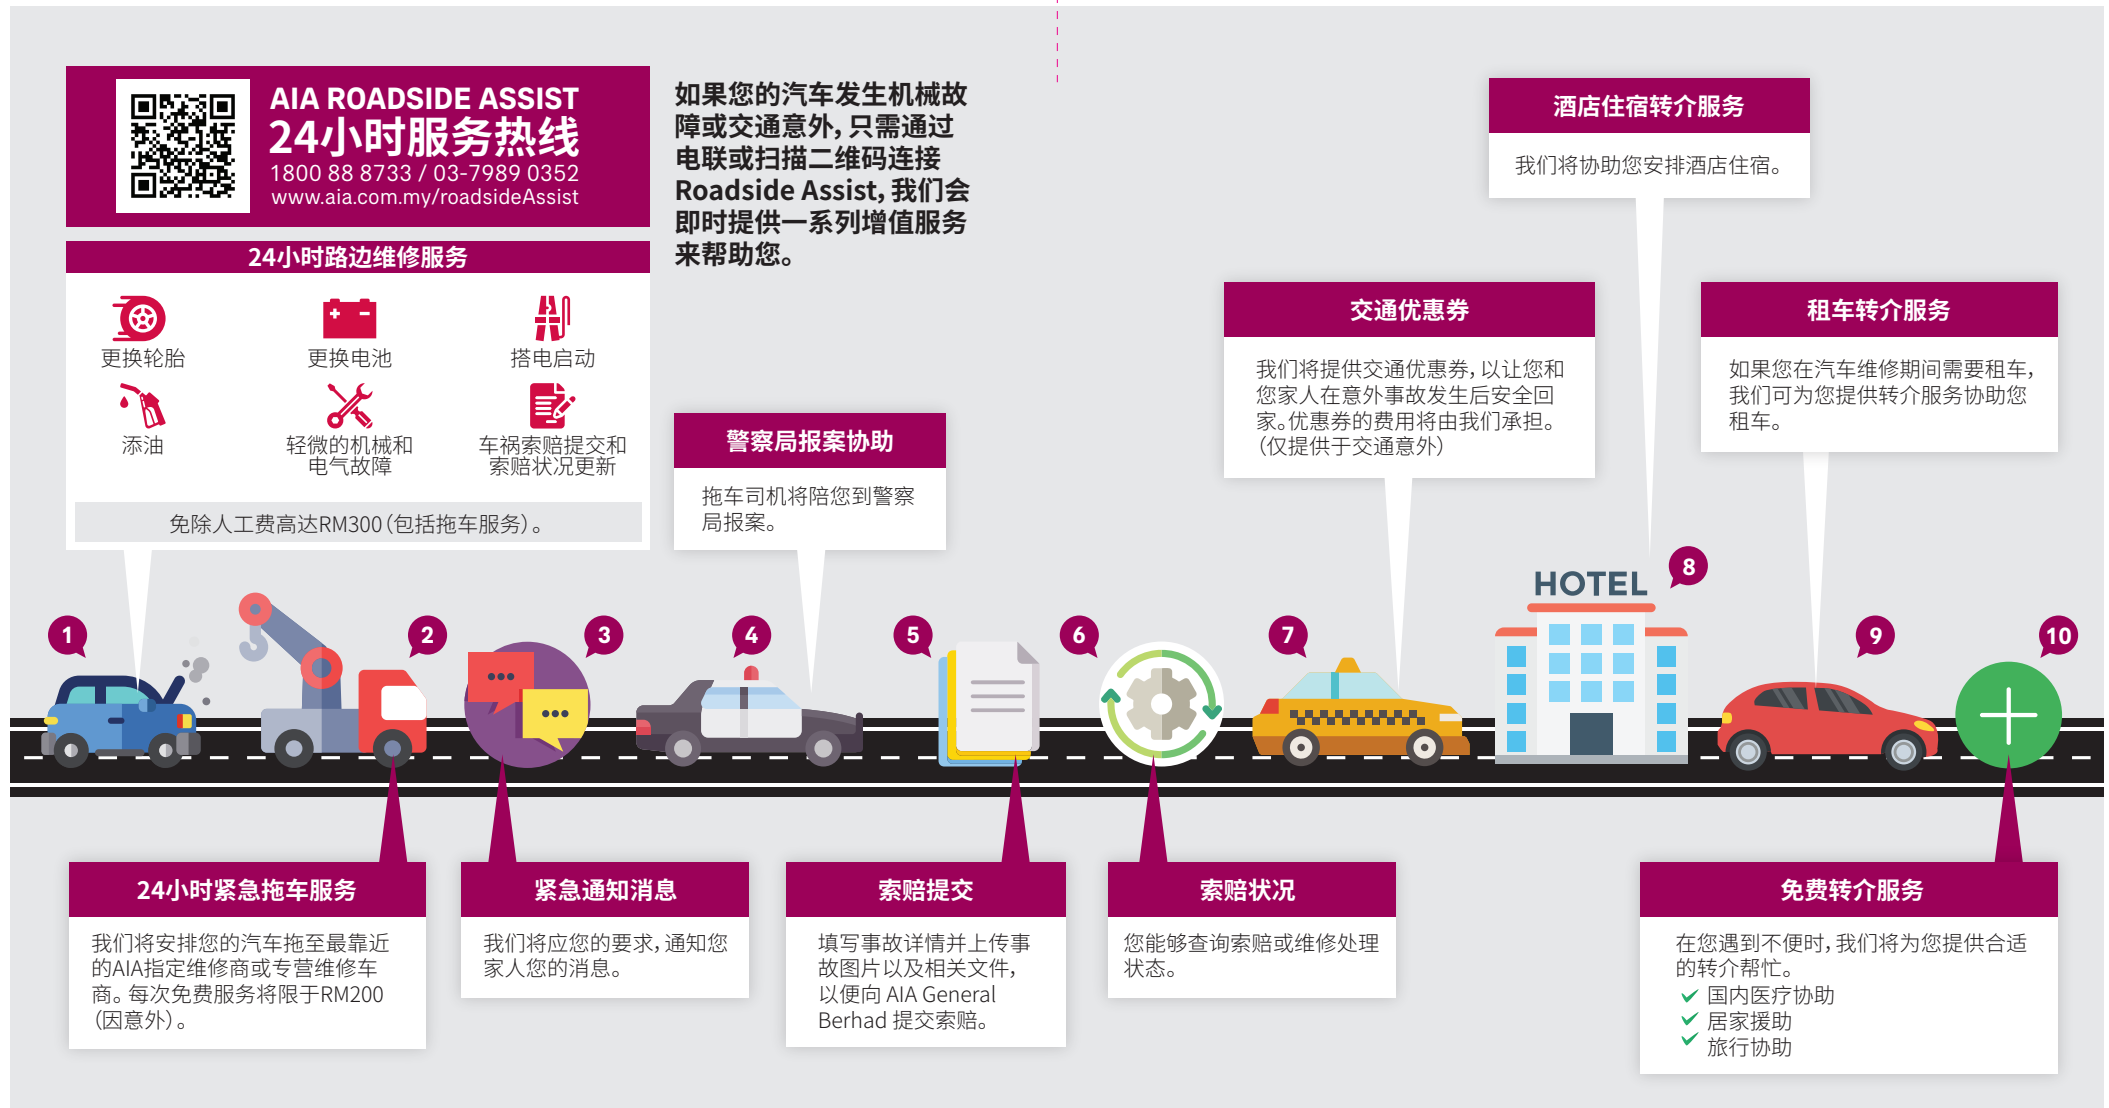 AIA ROADSIDE ASSIST
24小时服务热线
1800 88 8733 / 03-7989 0352
www.aia.com.my/roadsideAssist
如果您的汽车发生机械故
障或交通意外，只需通过
电联或扫描二维码连接
Roadside Assist，我们会
即时提供一系列增值服务
来帮助您。
24小时路边维修服务
更换轮胎
更换电池
搭电启动
添油
轻微的机械和
电气故障
车祸索赔提交和
索赔状况更新
免除人工费高达RM300（包括拖车服务）。
警察局报案协助
拖车司机将陪您到警察
局报案。
交通优惠券
我们将提供交通优惠券，以让您和
您家人在意外事故发生后安全回
家。优惠券的费用将由我们承担。
（仅提供于交通意外）
酒店住宿转介服务
我们将协助您安排酒店住宿。
租车转介服务
如果您在汽车维修期间需要租车，
我们可为您提供转介服务协助您
租车。
1
2
3
4
5
6
7
HOTEL
8
9
10
24小时紧急拖车服务
我们将安排您的汽车拖至最靠近
的AIA指定维修商或专营维修车
商。每次免费服务将限于RM200
（因意外）。
紧急通知消息
我们将应您的要求，通知您
家人您的消息。
索赔提交
填写事故详情并上传事
故图片以及相关文件，
以便向 AIA General
Berhad 提交索赔。
索赔状况
您能够查询索赔或维修处理
状态。
免费转介服务
在您遇到不便时，我们将为您提供合适
的转介帮忙。
国内医疗协助
居家援助
旅行协助